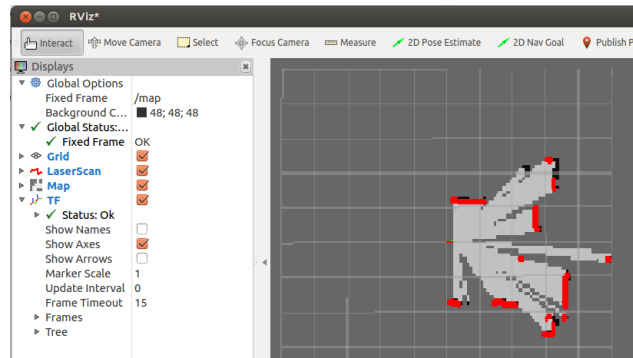 RViz*
Interact Move Camera Select Focus Camera Measure 2D Pose Estimate 2D Nav Goal Publish P
Displays
Global Options
Fixed Frame /map
Background C... 48; 48; 48
Global Status:...
Fixed Frame OK
Grid
LaserScan
Map
TF
Status: Ok
Show Names
Show Axes
Show Arrows
Marker Scale 1
Update Interval 0
Frame Timeout 15
Frames
Tree